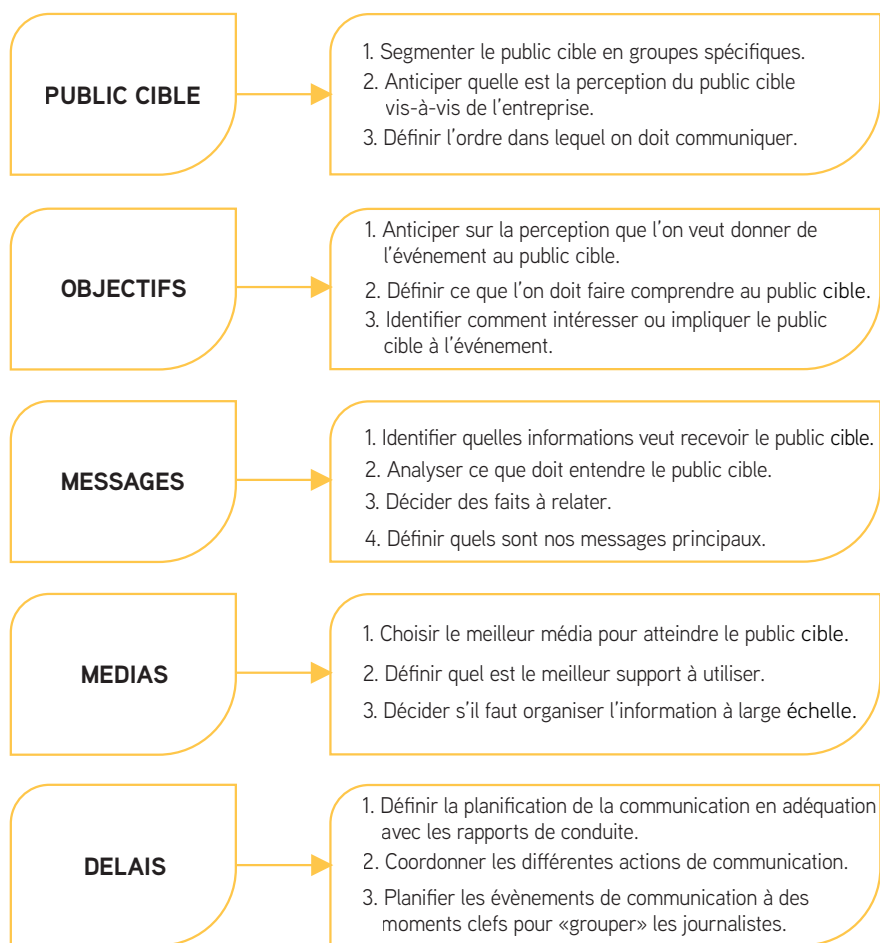 PUBLIC CIBLE
1. Segmenter le public cible en groupes spécifiques.
2. Anticiper quelle est la perception du public cible
vis-à-vis de l'entreprise.
3. Définir l'ordre dans lequel on doit communiquer.
OBJECTIFS
1. Anticiper sur la perception que l'on veut donner de
l'événement au public cible.
2. Définir ce que l'on doit faire comprendre au public cible.
3. Identifier comment intéresser ou impliquer le public
cible à l'événement.
MESSAGES
1. Identifier quelles informations veut recevoir le public cible.
2. Analyser ce que doit entendre le public cible.
3. Décider des faits à relater.
4. Définir quels sont nos messages principaux.
MEDIAS
1. Choisir le meilleur média pour atteindre le public cible.
2. Définir quel est le meilleur support à utiliser.
3. Décider s'il faut organiser l'information à large échelle.
DELAIS
1. Définir la planification de la communication en adéquation
avec les rapports de conduite.
2. Coordonner les différentes actions de communication.
3. Planifier les évènements de communication à des
moments clefs pour «grouper» les journalistes.